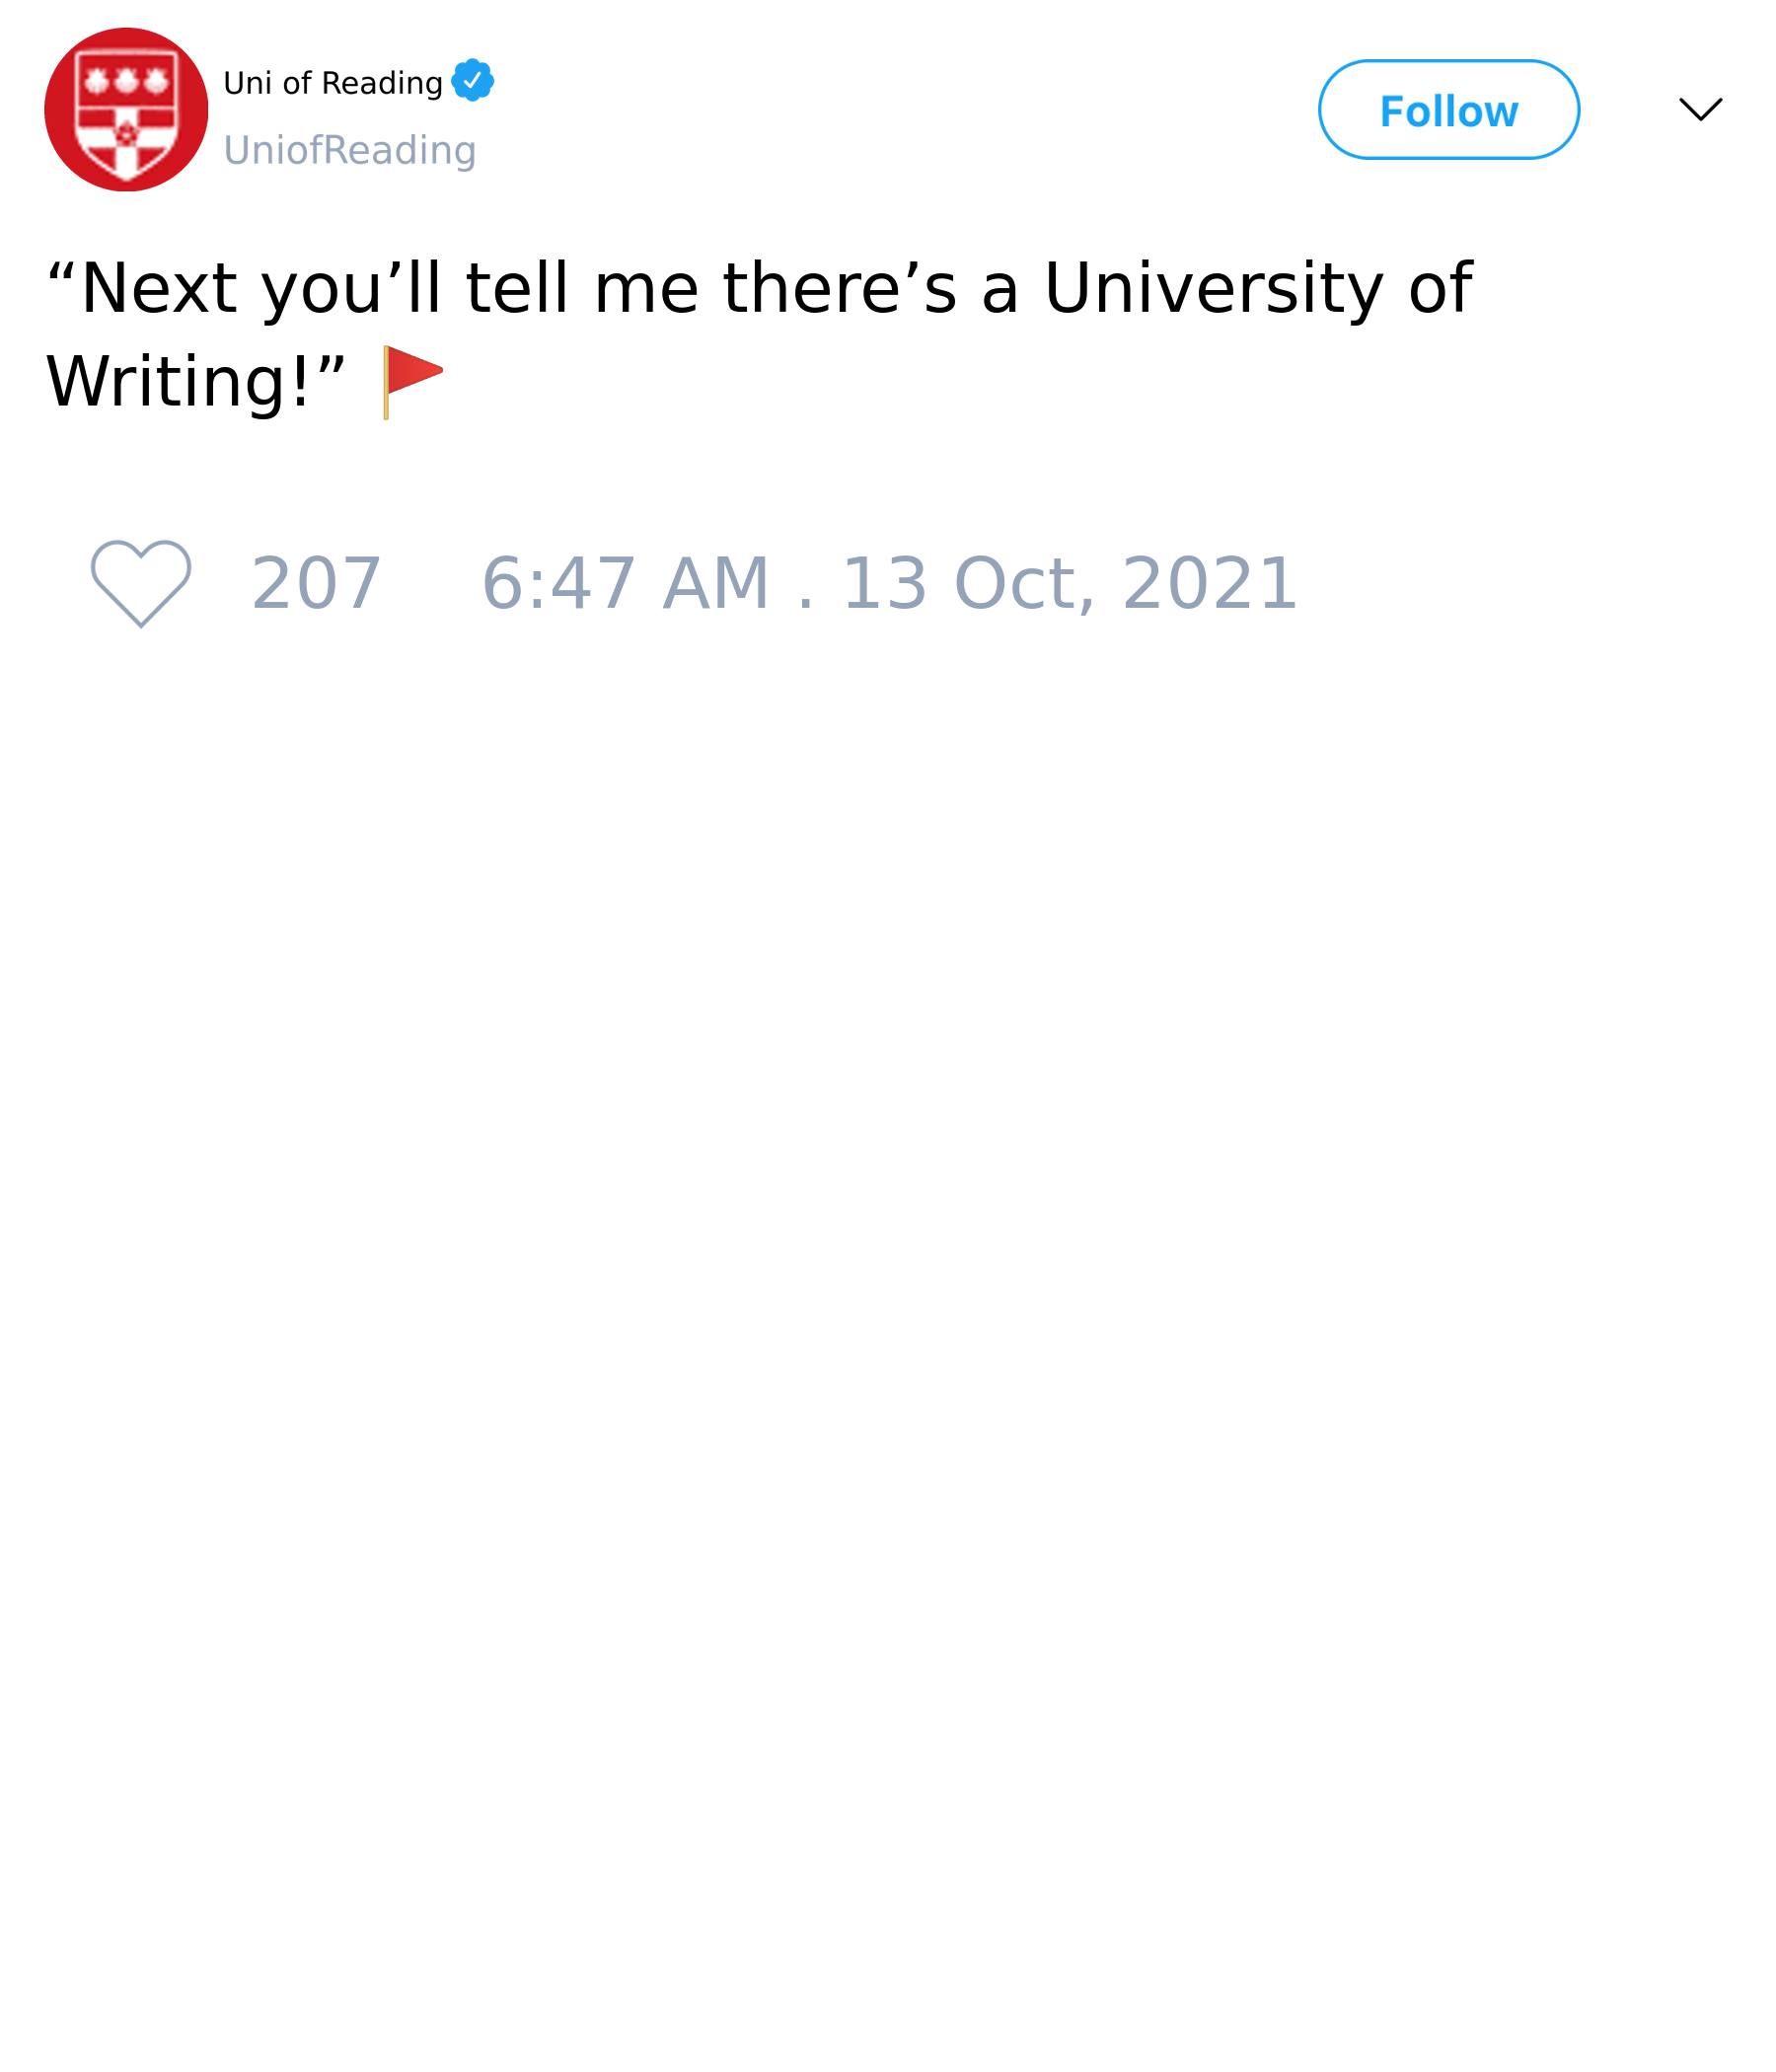 Uni of Reading
UniofReading
Follow
“Next you’ll tell me there’s a University of
Writing!” 🚩
207 6:47 AM . 13 Oct, 2021